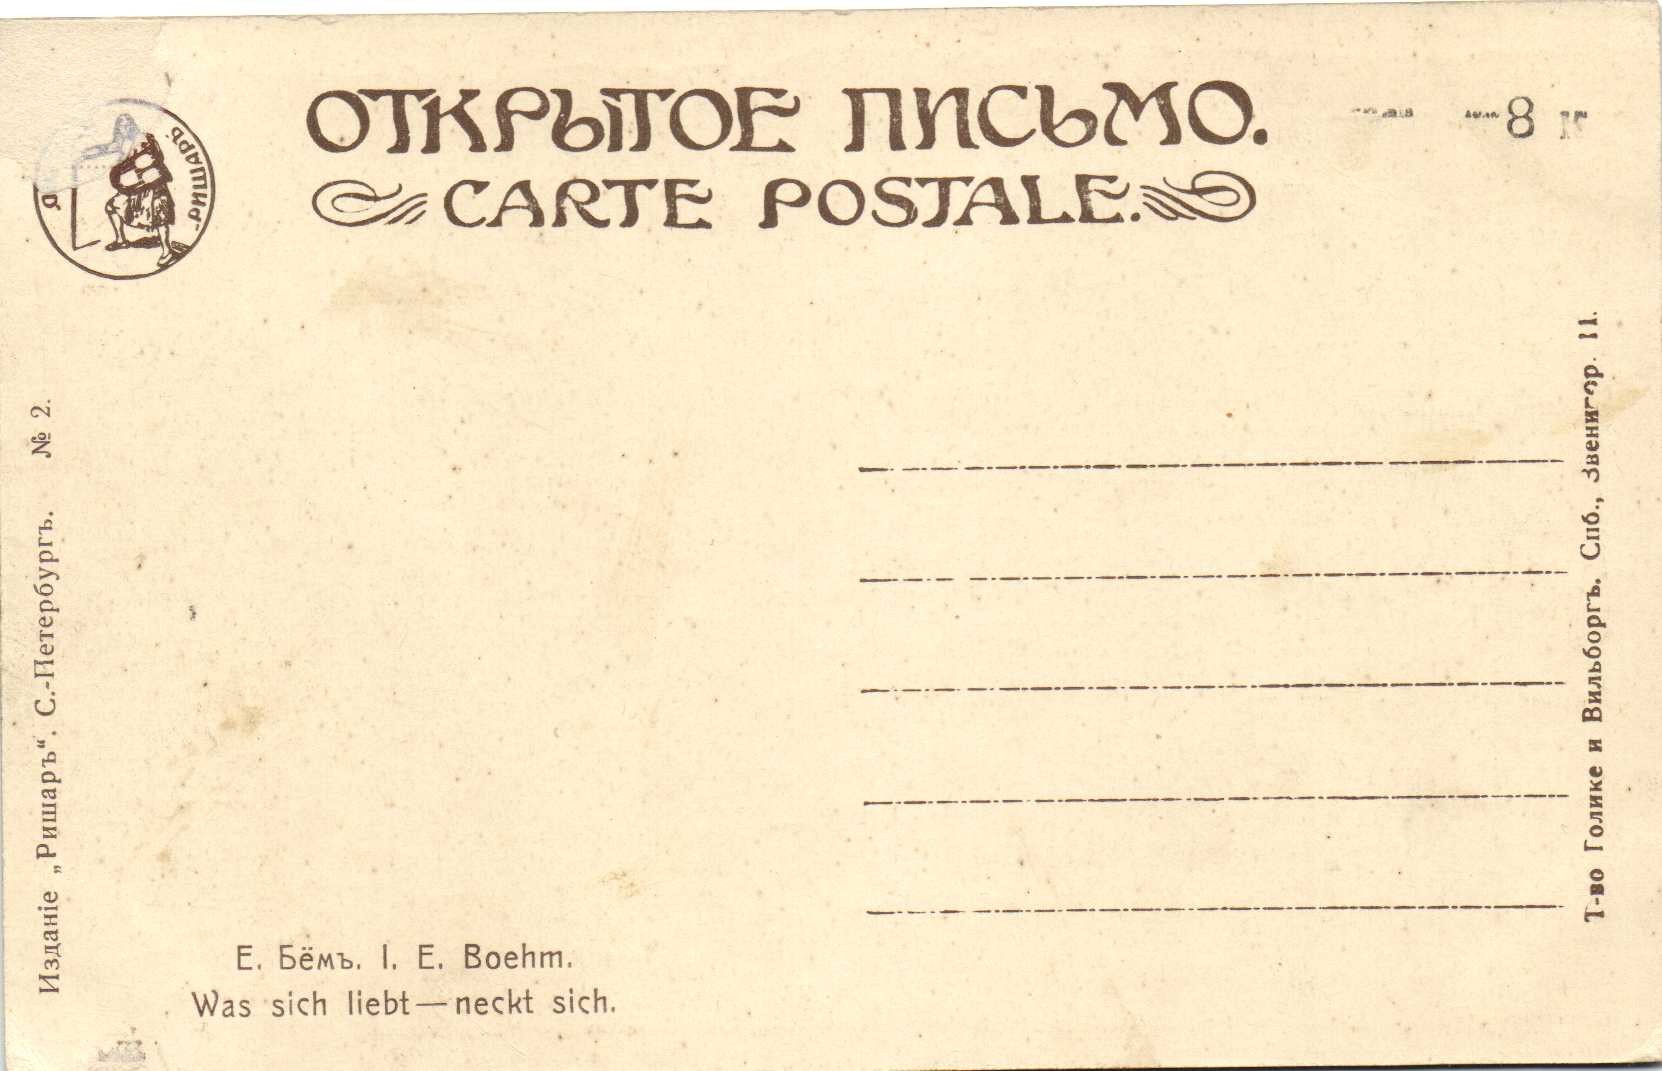 ОТКРЫТОЕ ПИСЬМО.
CARTE POSTALE.
8 к
РИШАРЪ
Изданіе „Ришаръ“. С.-Петербургъ. № 2.
Т-во Голике и Вильборгъ. Спб., Звенигор. 11.
Е. Бёмъ. I. E. Boehm.
Was sich liebt — neckt sich.